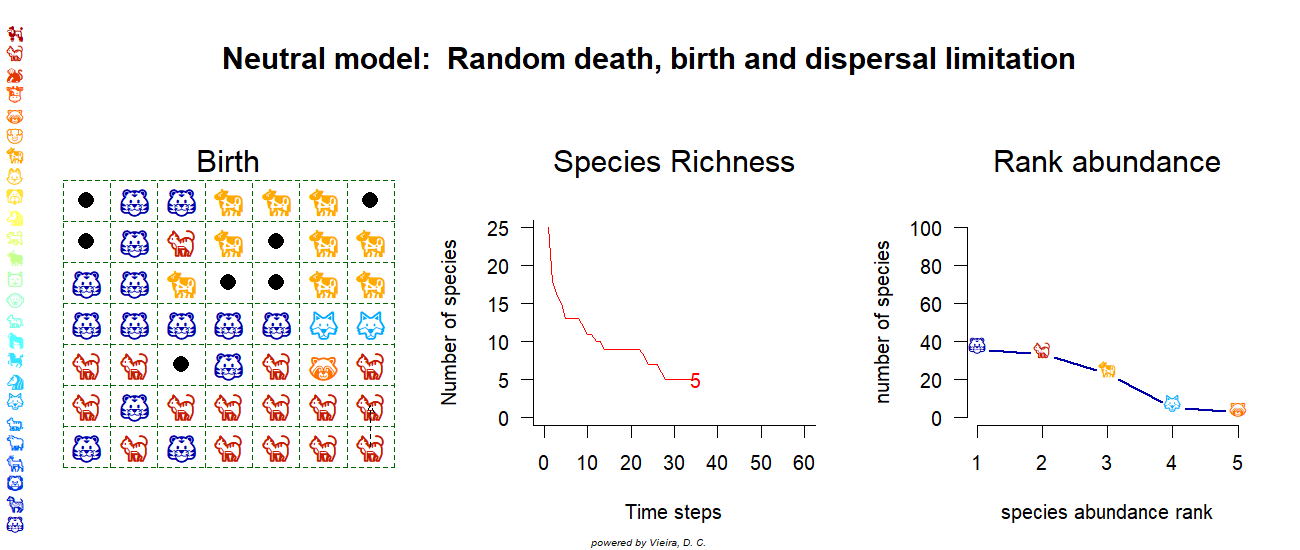 Neutral model:  Random death, birth and dispersal limitation
Birth
Species Richness
Rank abundance
Number of species
25
20
15
10
5
0
5
0 10 20 30 40 50 60
Time steps
number of species
100
80
60
40
20
0
1 2 3 4 5
species abundance rank
powered by Vieira, D. C.